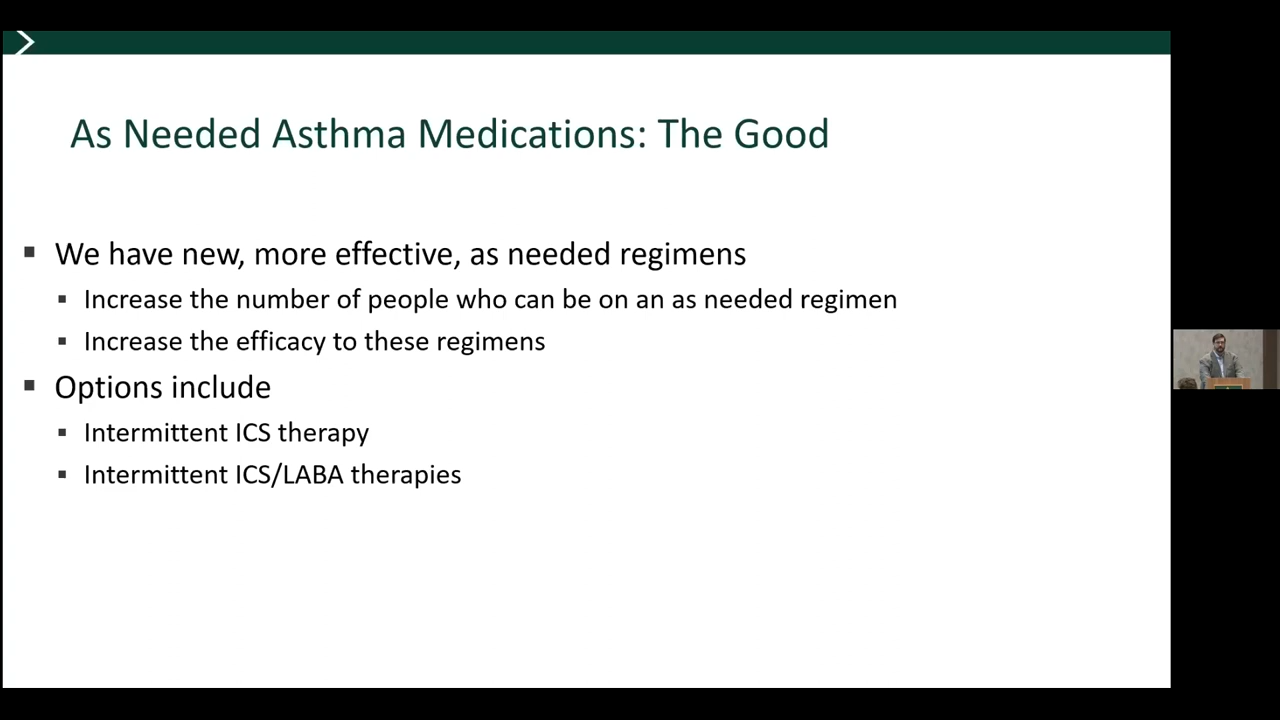 As Needed Asthma Medications: The Good
We have new, more effective, as needed regimens
Increase the number of people who can be on an as needed regimen
Increase the efficacy to these regimens
Options include
Intermittent ICS therapy
Intermittent ICS/LABA therapies